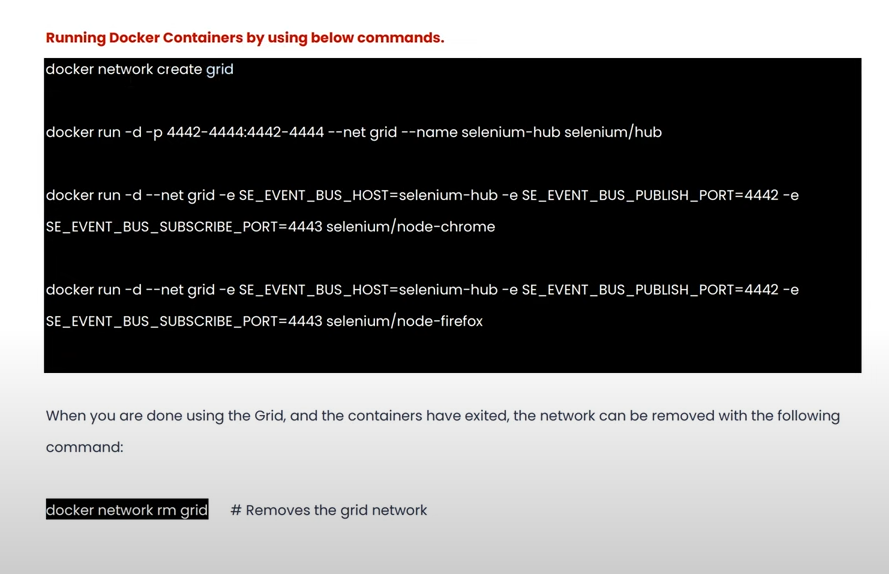 Running Docker Containers by using below commands.
docker network create grid
docker run -d -p 4442-4444:4442-4444 --net grid --name selenium-hub selenium/hub
docker run -d --net grid -e SE_EVENT_BUS_HOST=selenium-hub -e SE_EVENT_BUS_PUBLISH_PORT=4442 -e
SE_EVENT_BUS_SUBSCRIBE_PORT=4443 selenium/node-chrome
docker run -d --net grid -e SE_EVENT_BUS_HOST=selenium-hub -e SE_EVENT_BUS_PUBLISH_PORT=4442 -e
SE_EVENT_BUS_SUBSCRIBE_PORT=4443 selenium/node-firefox
When you are done using the Grid, and the containers have exited, the network can be removed with the following
command:
docker network rm grid # Removes the grid network